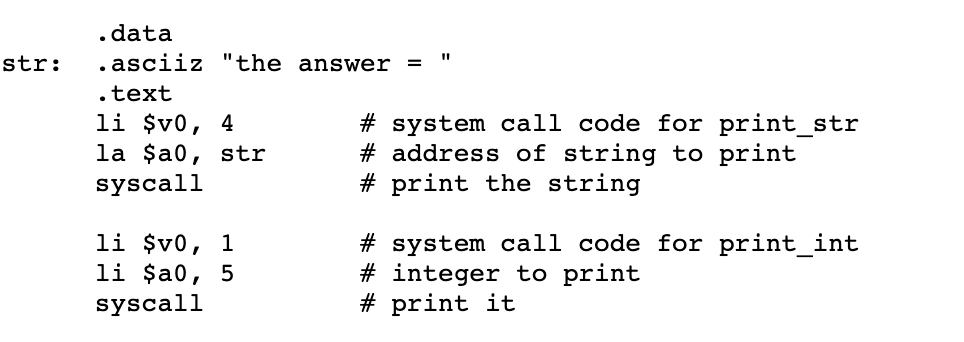 .data
str: .asciiz "the answer = "
.text
li $v0, 4 # system call code for print_str
la $a0, str # address of string to print
syscall # print the string
li $v0, 1 # system call code for print_int
li $a0, 5 # integer to print
syscall # print it